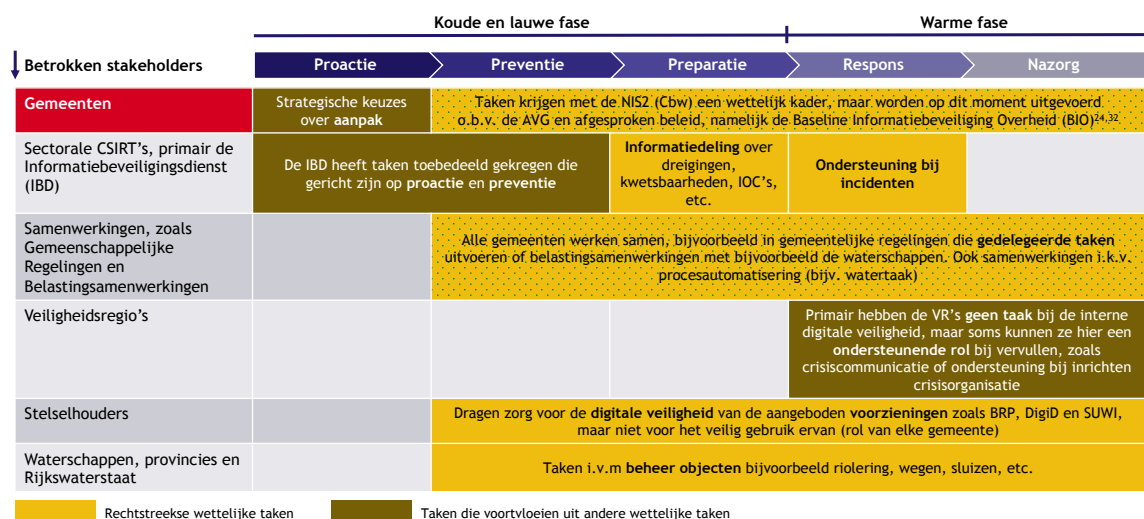 Koude en lauwe fase
Warme fase
Betrokken stakeholders
Proactie
Preventie
Preparatie
Respons
Nazorg
Gemeenten
Strategische keuzes
over aanpak
Taken krijgen met de NIS2 (Cbw) een wettelijk kader, maar worden op dit moment uitgevoerd
o.b.v. de AVG en afgesproken beleid, namelijk de Baseline Informatiebeveiliging Overheid (BIO)24,32
Sectorale CSIRT's, primair de
Informatiebeveiligingsdienst
(IBD)
De IBD heeft taken toebedeeld gekregen die
gericht zijn op proactie en preventie
Informatiedeling over
dreigingen,
kwetsbaarheden, IOC's,
etc.
Ondersteuning bij
incidenten
Samenwerkingen, zoals
Gemeenschappelijke
Regelingen en
Belastingsamenwerkingen
Alle gemeenten werken samen, bijvoorbeeld in gemeentelijke regelingen die gedelegeerde taken
uitvoeren of belastingsamenwerkingen met bijvoorbeeld de waterschappen. Ook samenwerkingen i.k.v.
procesautomatisering (bijv. watertaak)
Veiligheidsregio's
Primair hebben de VR's geen taak bij de interne
digitale veiligheid, maar soms kunnen ze hier een
ondersteunende rol bij vervullen, zoals
crisiscommunicatie of ondersteuning bij inrichten
crisisorganisatie
Stelselhouders
Dragen zorg voor de digitale veiligheid van de aangeboden voorzieningen zoals BRP, DigiD en SUWI,
maar niet voor het veilig gebruik ervan (rol van elke gemeente)
Waterschappen, provincies en
Rijkswaterstaat
Taken i.v.m beheer objecten bijvoorbeeld riolering, wegen, sluizen, etc.
Rechtstreekse wettelijke taken
Taken die voortvloeien uit andere wettelijke taken